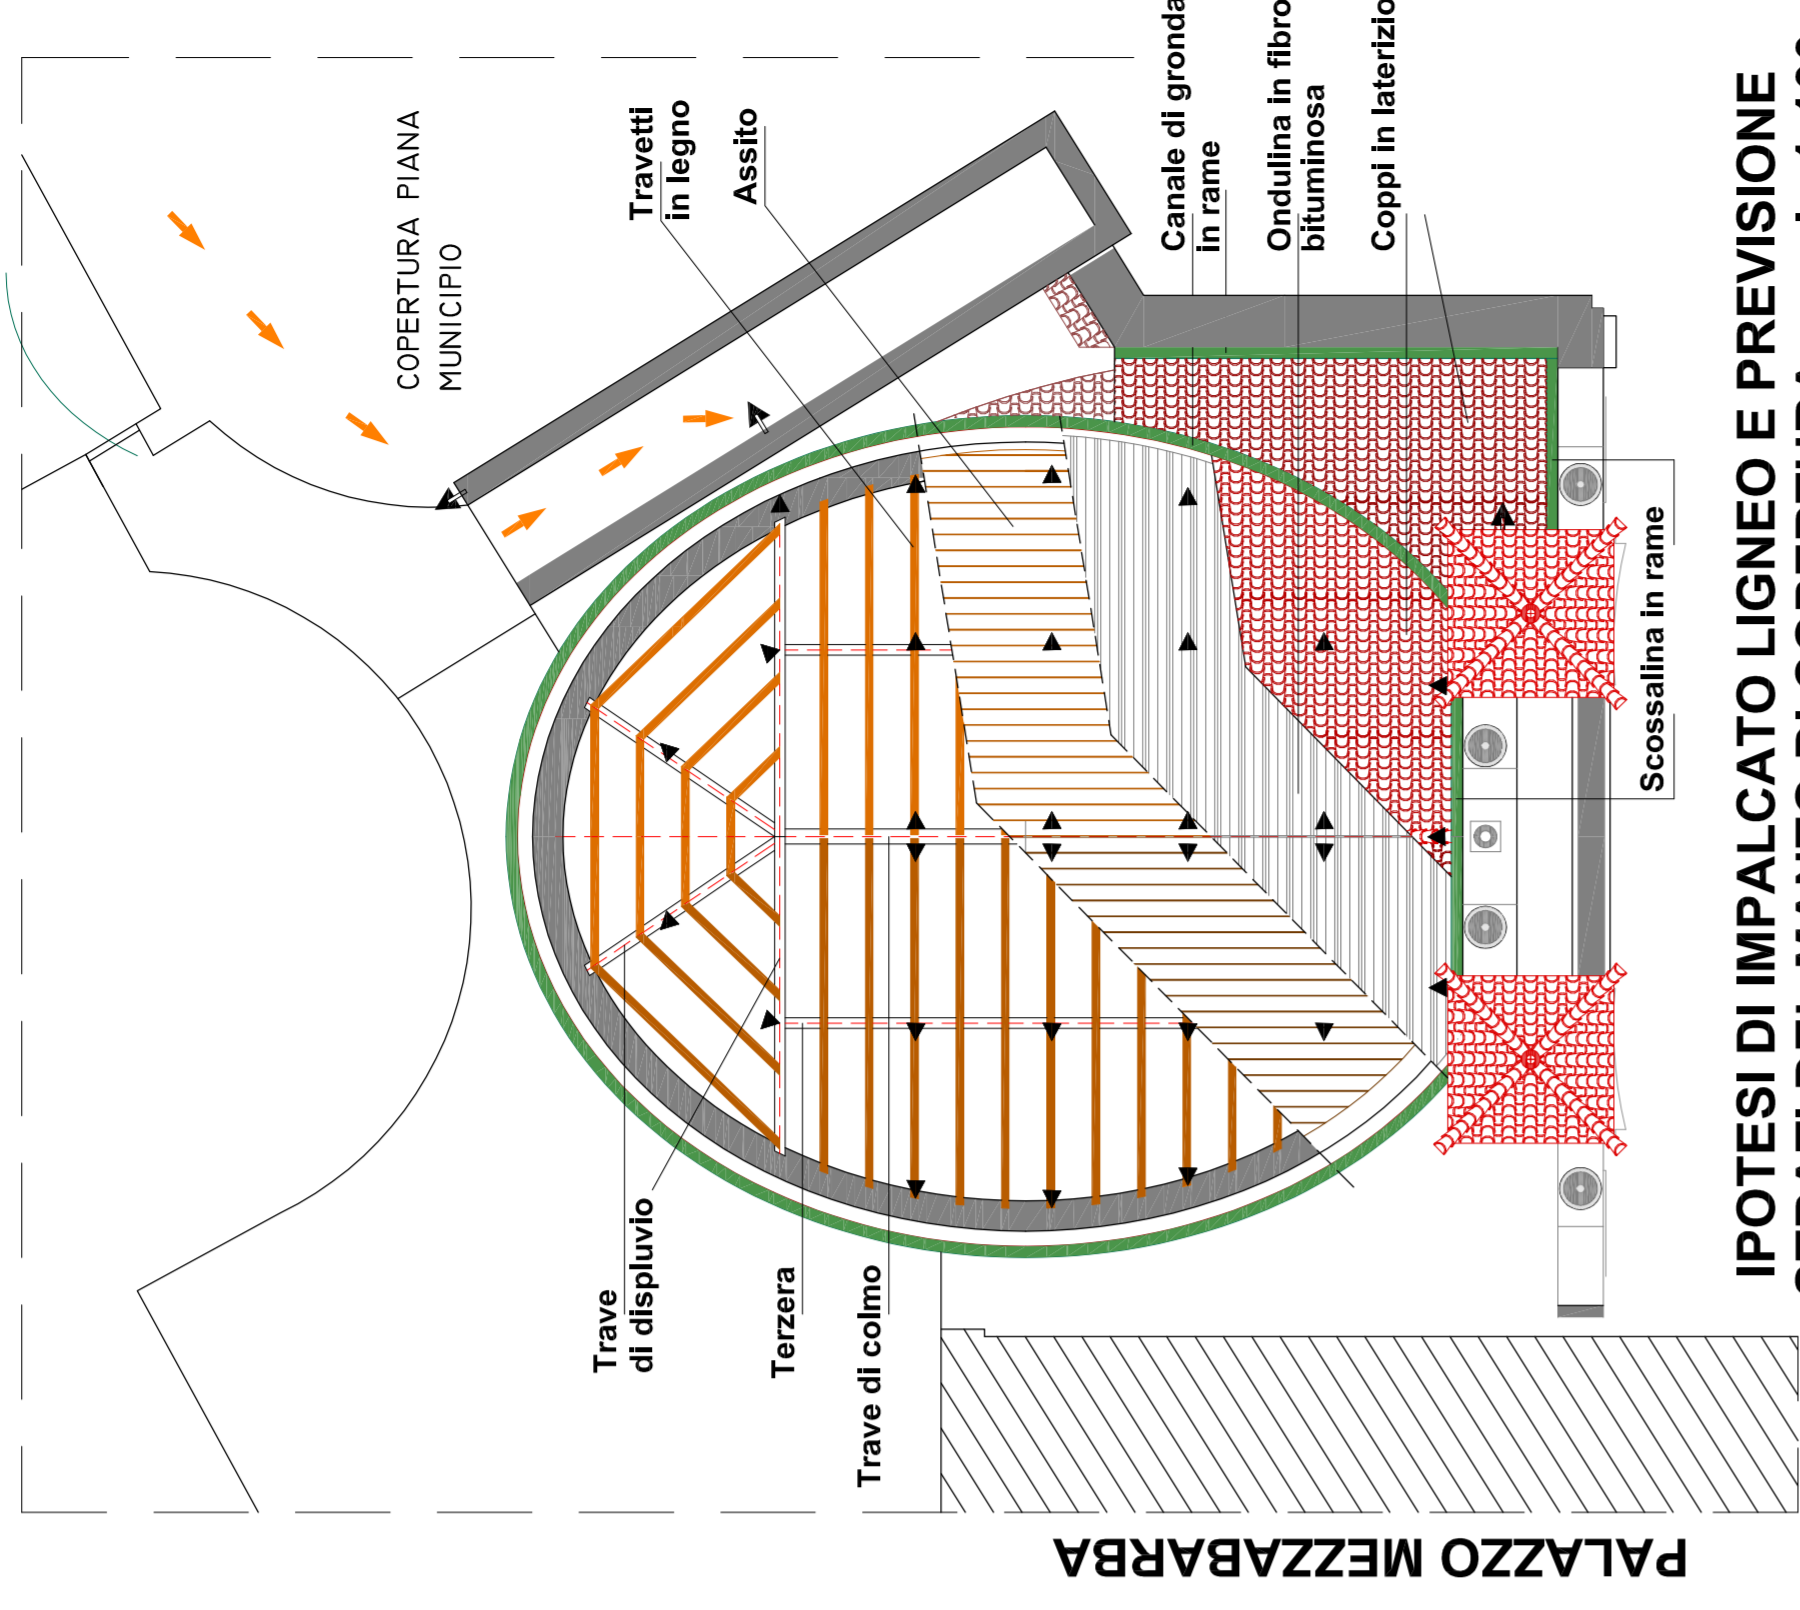 COPERTURA PIANA
MUNICIPIO
Travetti
in legno
Assito
Canale di gronda
in rame
Ondulina in fibro
bituminosa
Coppi in laterizio
Scossalina in rame
Trave
di displuvio
Terzera
Trave di colmo
IPOTESI DI IMPALCATO LIGNEO E PREVISIONE
PALAZZO MEZZABARBA